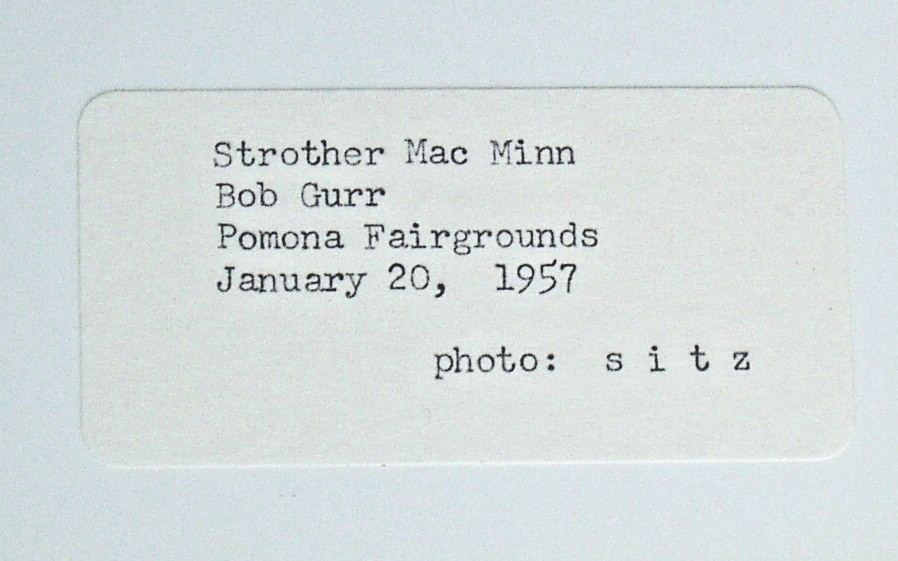 Strother Mac Minn
Bob Gurr
Pomona Fairgrounds
January 20, 1957
photo: s i t z